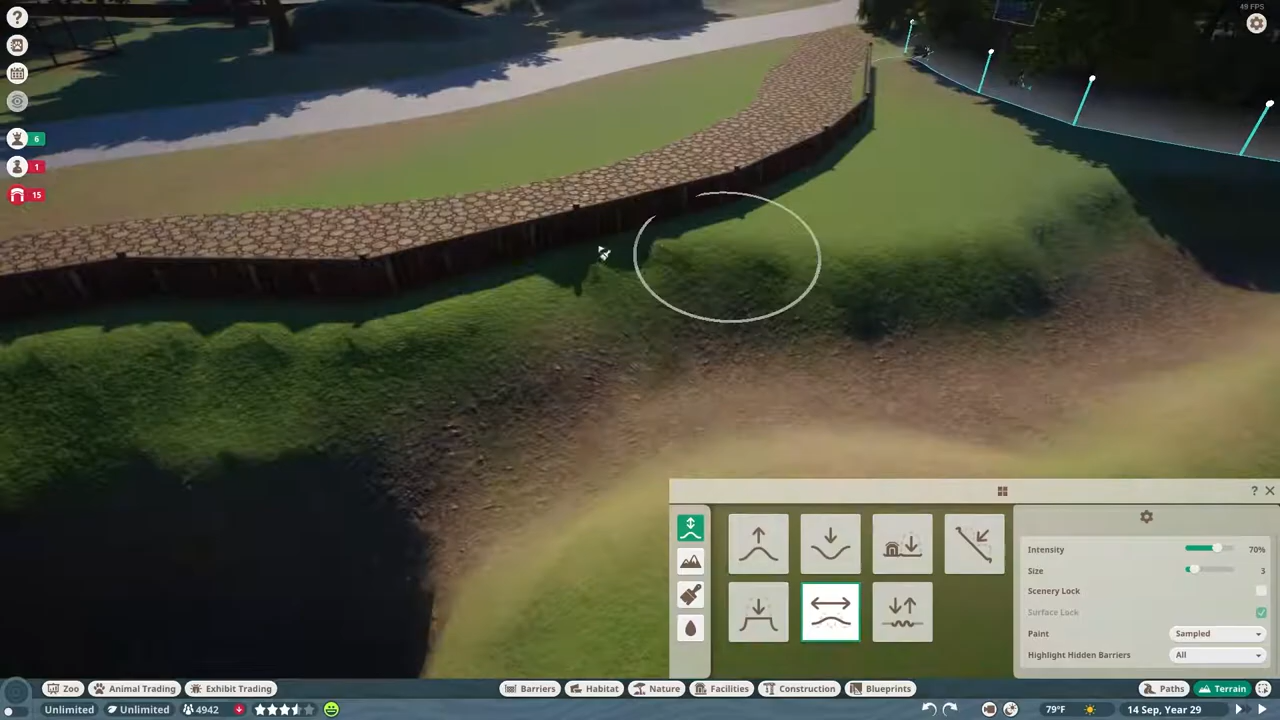 49 FPS
?
6
1
15
? ×
Intensity 70%
Size 3
Scenery Lock
Surface Lock
Paint Sampled
Highlight Hidden Barriers All
Zoo Animal Trading Exhibit Trading Barriers Habitat Nature Facilities Construction Blueprints Paths Terrain
Unlimited Unlimited 4942 79°F 14 Sep, Year 29